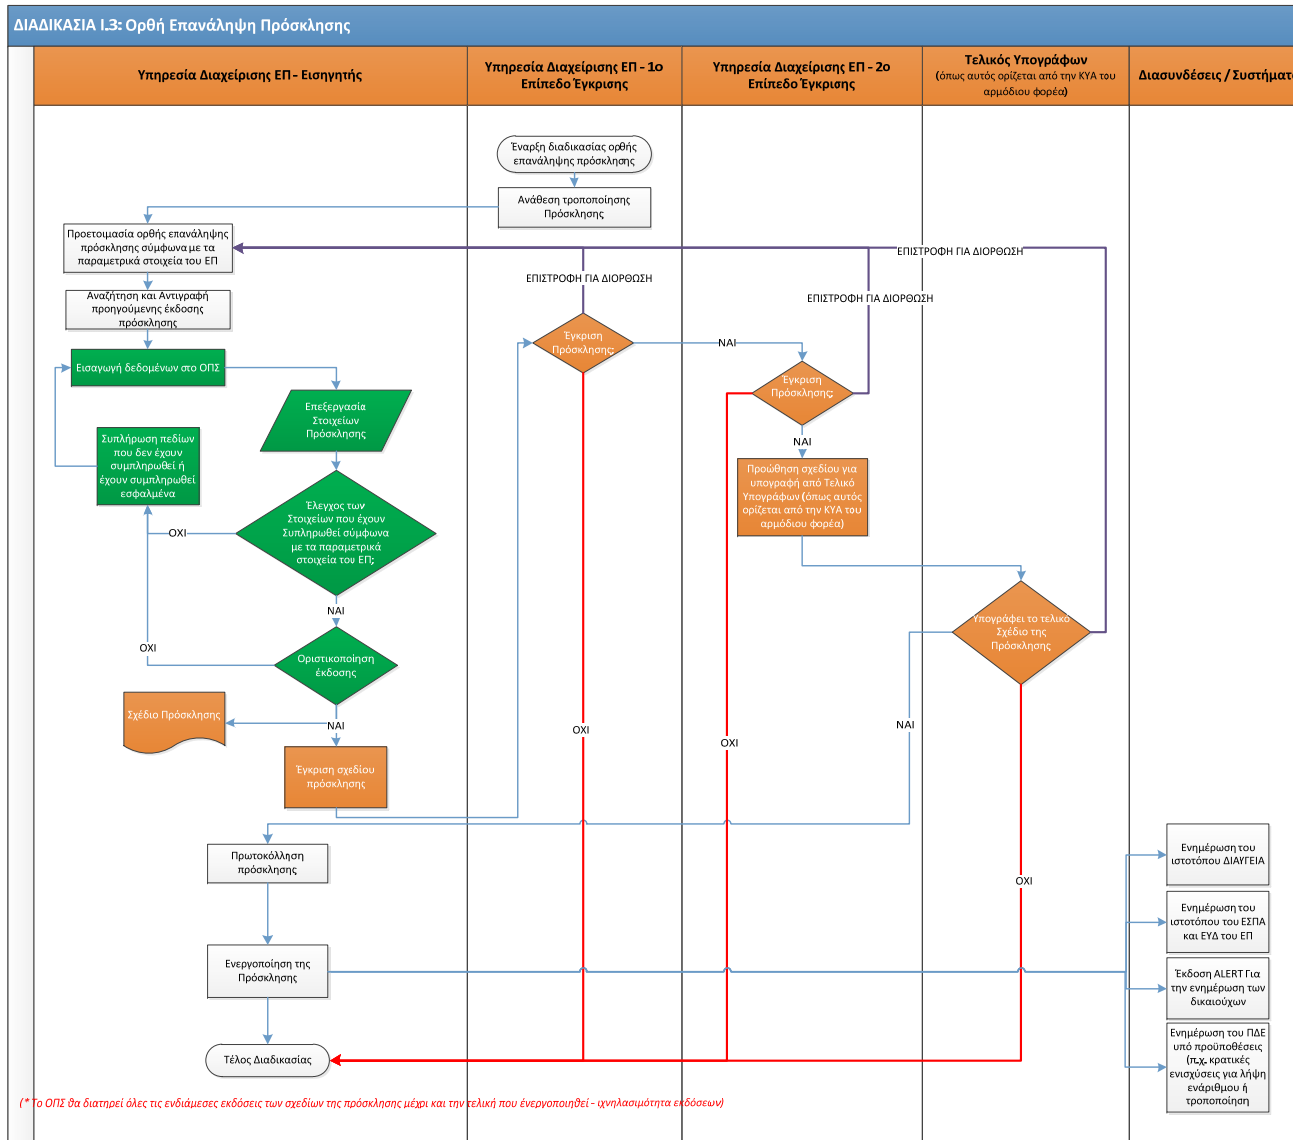 ΔΙΑΔΙΚΑΣΙΑ Ι.3: Ορθή Επανάληψη Πρόσκλησης
Υπηρεσία Διαχείρισης ΕΠ - Εισηγητής
Υπηρεσία Διαχείρισης ΕΠ - 1ο
Επίπεδο Έγκρισης
Υπηρεσία Διαχείρισης ΕΠ - 2ο
Επίπεδο Έγκρισης
Τελικός Υπογράφων
(όπως αυτός ορίζεται από την ΚΥΑ του
αρμόδιου φορέα)
Διασυνδέσεις / Συστήματα
Έναρξη διαδικασίας ορθής
επανάληψης πρόσκλησης
Ανάθεση τροποποίησης
Πρόσκλησης
Προετοιμασία ορθής επανάληψης
πρόσκλησης σύμφωνα με τα
παραμετρικά στοιχεία του ΕΠ
Αναζήτηση και Αντιγραφή
προηγούμενης έκδοσης
πρόσκλησης
Εισαγωγή δεδομένων στο ΟΠΣ
Επεξεργασία
Στοιχείων
Πρόσκλησης
Συπλήρωση πεδίων
που δεν έχουν
συμπληρωθεί ή
έχουν συμπληρωθεί
εσφαλμένα
Έλεγχος των
Στοιχείων που έχουν
Συπληρωθεί σύμφωνα
με τα παραμετρικά
στοιχεία του ΕΠ;
ΟΧΙ
ΝΑΙ
ΟΧΙ
Οριστικοποίηση
έκδοσης
ΝΑΙ
Σχέδιο Πρόσκλησης
Έγκριση σχεδίου
πρόσκλησης
ΕΠΙΣΤΡΟΦΗ ΓΙΑ ΔΙΟΡΘΩΣΗ
Έγκριση
Πρόσκλησης;
ΝΑΙ
ΟΧΙ
ΕΠΙΣΤΡΟΦΗ ΓΙΑ ΔΙΟΡΘΩΣΗ
Έγκριση
Πρόσκλησης;
ΝΑΙ
ΟΧΙ
Προώθηση σχεδίου για
υπογραφή από Τελικό
Υπογράφων (όπως αυτός
ορίζεται από την ΚΥΑ του
αρμόδιου φορέα)
ΕΠΙΣΤΡΟΦΗ ΓΙΑ ΔΙΟΡΘΩΣΗ
Υπογράφει το τελικό
Σχέδιο της
Πρόσκλησης
ΝΑΙ
ΟΧΙ
Πρωτοκόλληση
πρόσκλησης
Ενεργοποίηση της
Πρόσκλησης
Τέλος Διαδικασίας
Ενημέρωση του
ιστοτόπου ΔΙΑΥΓΕΙΑ
Ενημέρωση του
ιστοτόπου του ΕΣΠΑ
και ΕΥΔ του ΕΠ
Έκδοση ALERT Για
την ενημέρωση των
δικαιούχων
Ενημέρωση του ΠΔΕ
υπό προϋποθέσεις
(π.χ. κρατικές
ενισχύσεις για λήψη
ενάριθμου ή
τροποποίηση
(* Το ΟΠΣ θα διατηρεί όλες τις ενδιάμεσες εκδόσεις των σχεδίων της πρόσκλησης μέχρι και την τελική που ένεργοποιηθεί - ιχνηλασιμότητα εκδόσεων)